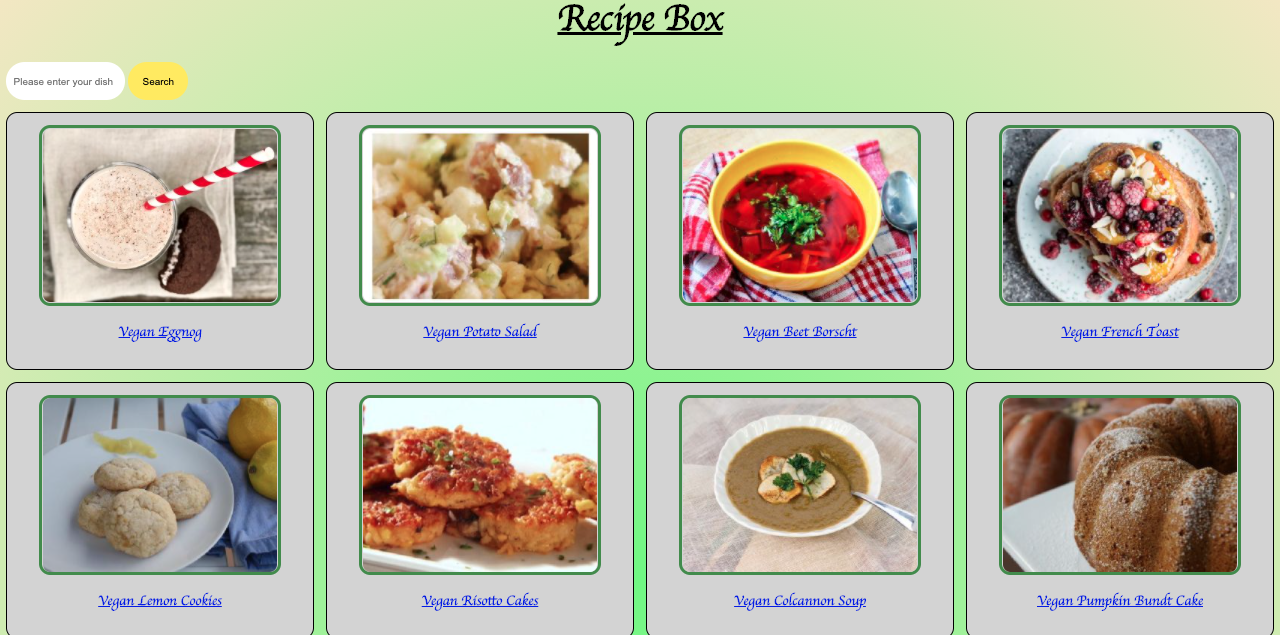 Recipe Box
Please enter your dish
Search
Vegan Eggnog
Vegan Potato Salad
Vegan Beet Borscht
Vegan French Toast
Vegan Lemon Cookies
Vegan Risotto Cakes
Vegan Colcannon Soup
Vegan Pumpkin Bundt Cake